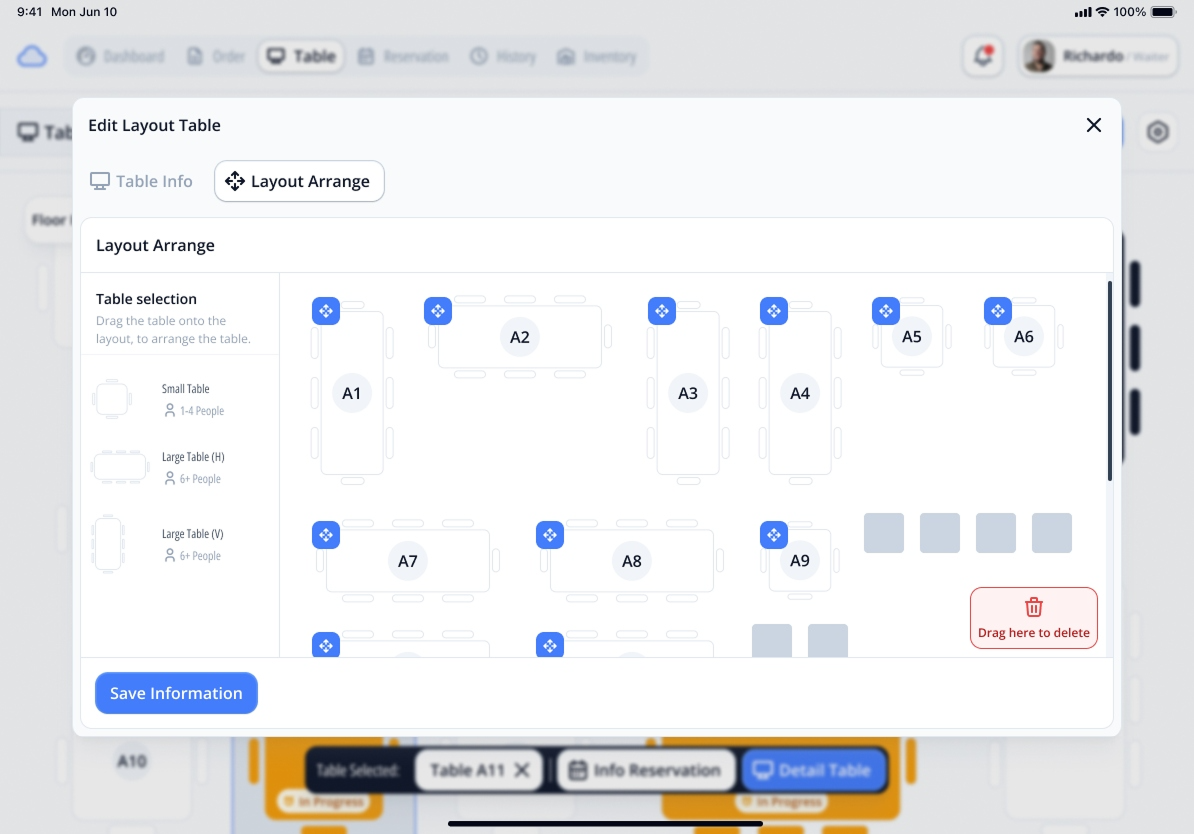 9:41 Mon Jun 10
100%
Dashboard
Order
Table
Reservation
History
Inventory
Richardo / Waiter
Edit Layout Table
Table Info
Layout Arrange
Floor
Layout Arrange
Table selection
Drag the table onto the
layout, to arrange the table.
Small Table
1-4 People
Large Table (H)
6+ People
Large Table (V)
6+ People
A1
A2
A3
A4
A5
A6
A7
A8
A9
Drag here to delete
Save Information
A10
Table Selected:
Table A11
Info Reservation
Detail Table
In Progress
In Progress